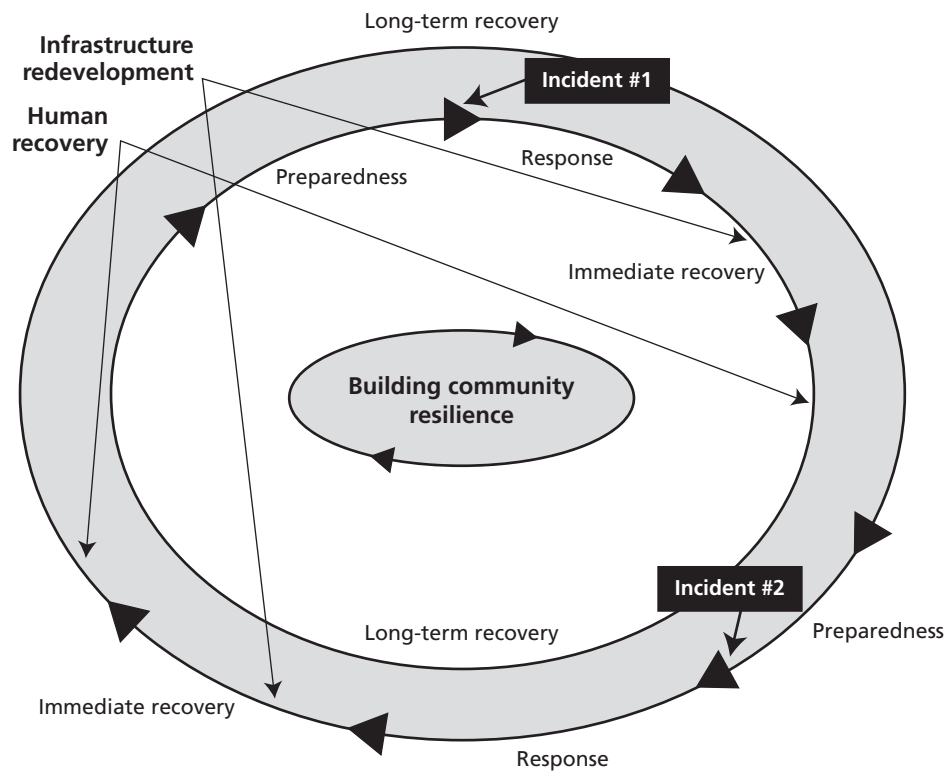 Long-term recovery
Infrastructure
redevelopment
Incident #1
Human
recovery
Response
Preparedness
Immediate recovery
Building community
resilience
Incident #2
Long-term recovery
Preparedness
Immediate recovery
Response